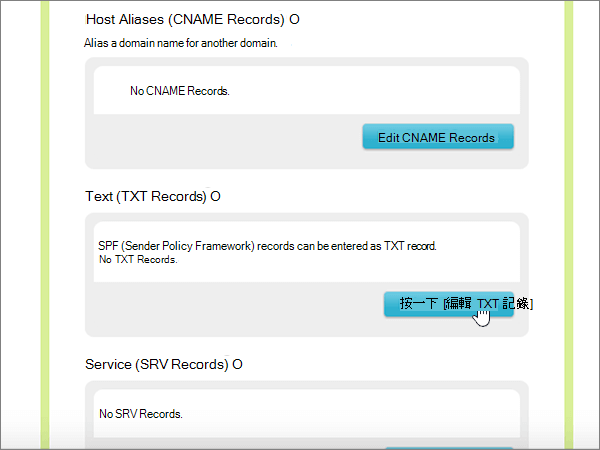 Host Aliases (CNAME Records) O
Alias a domain name for another domain.
No CNAME Records.
Edit CNAME Records
Text (TXT Records) O
SPF (Sender Policy Framework) records can be entered as TXT record.
No TXT Records.
按一下 [編輯 TXT 記錄]
Service (SRV Records) O
No SRV Records.